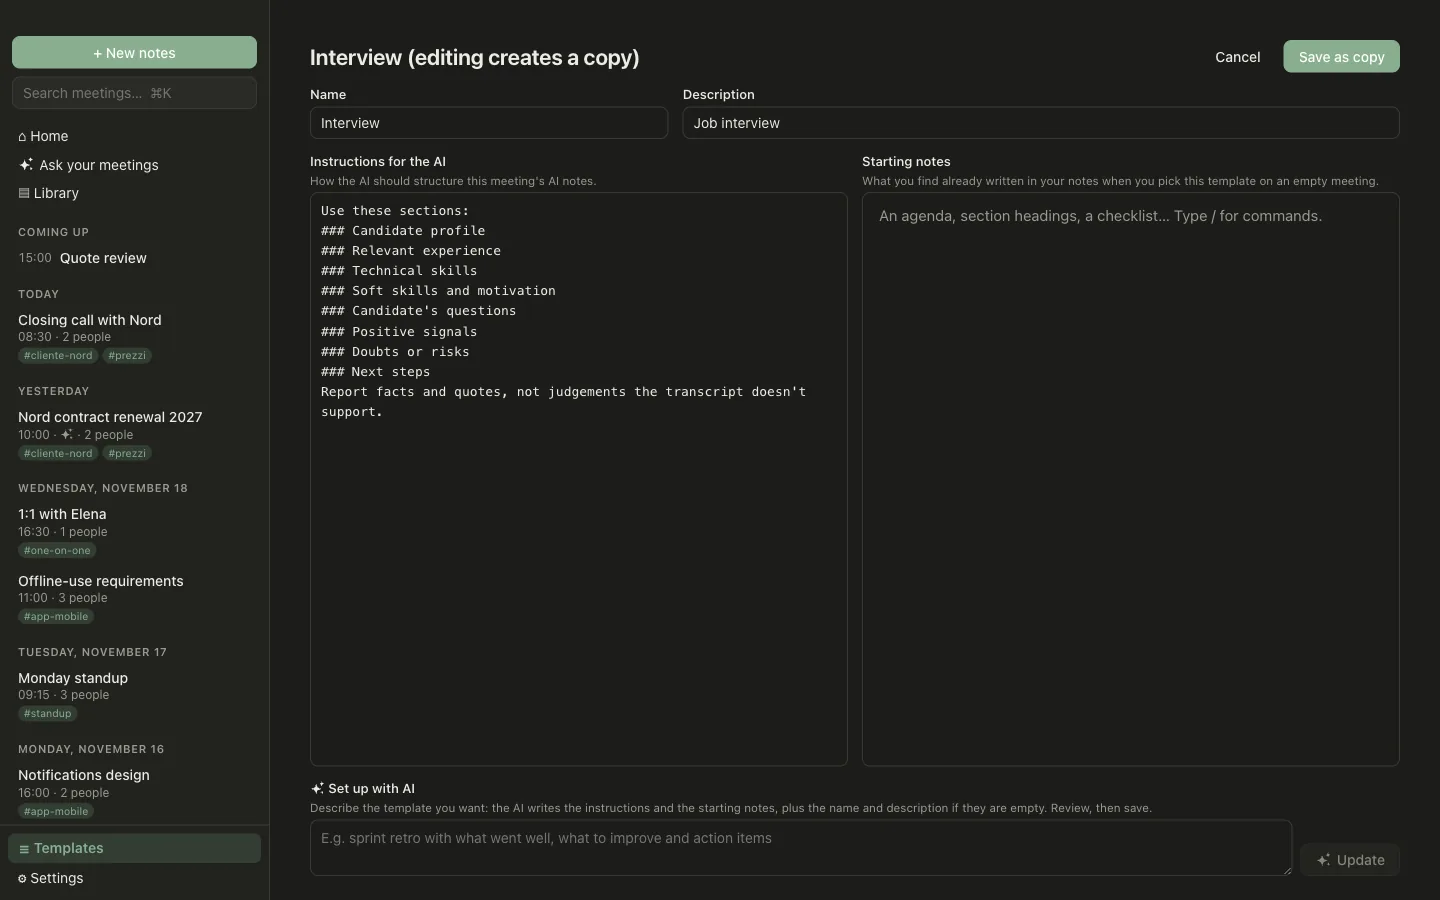 + New notes
Search meetings... ⌘K
⌂ Home
Ask your meetings
▤ Library
COMING UP
15:00 Quote review
TODAY
Closing call with Nord
08:30 · 2 people
#cliente-nord #prezzi
YESTERDAY
Nord contract renewal 2027
10:00 · · 2 people
#cliente-nord #prezzi
WEDNESDAY, NOVEMBER 18
1:1 with Elena
16:30 · 1 people
#one-on-one
Offline-use requirements
11:00 · 3 people
#app-mobile
TUESDAY, NOVEMBER 17
Monday standup
09:15 · 3 people
#standup
MONDAY, NOVEMBER 16
Notifications design
16:00 · 2 people
#app-mobile
≡ Templates
⚙ Settings
Interview (editing creates a copy)
Cancel
Save as copy
Name
Interview
Description
Job interview
Instructions for the AI
How the AI should structure this meeting's AI notes.
Use these sections:
### Candidate profile
### Relevant experience
### Technical skills
### Soft skills and motivation
### Candidate's questions
### Positive signals
### Doubts or risks
### Next steps
Report facts and quotes, not judgements the transcript doesn't
support.
Starting notes
What you find already written in your notes when you pick this template on an empty meeting.
An agenda, section headings, a checklist... Type / for commands.
Set up with AI
Describe the template you want: the AI writes the instructions and the starting notes, plus the name and description if they are empty. Review, then save.
E.g. sprint retro with what went well, what to improve and action items
Update